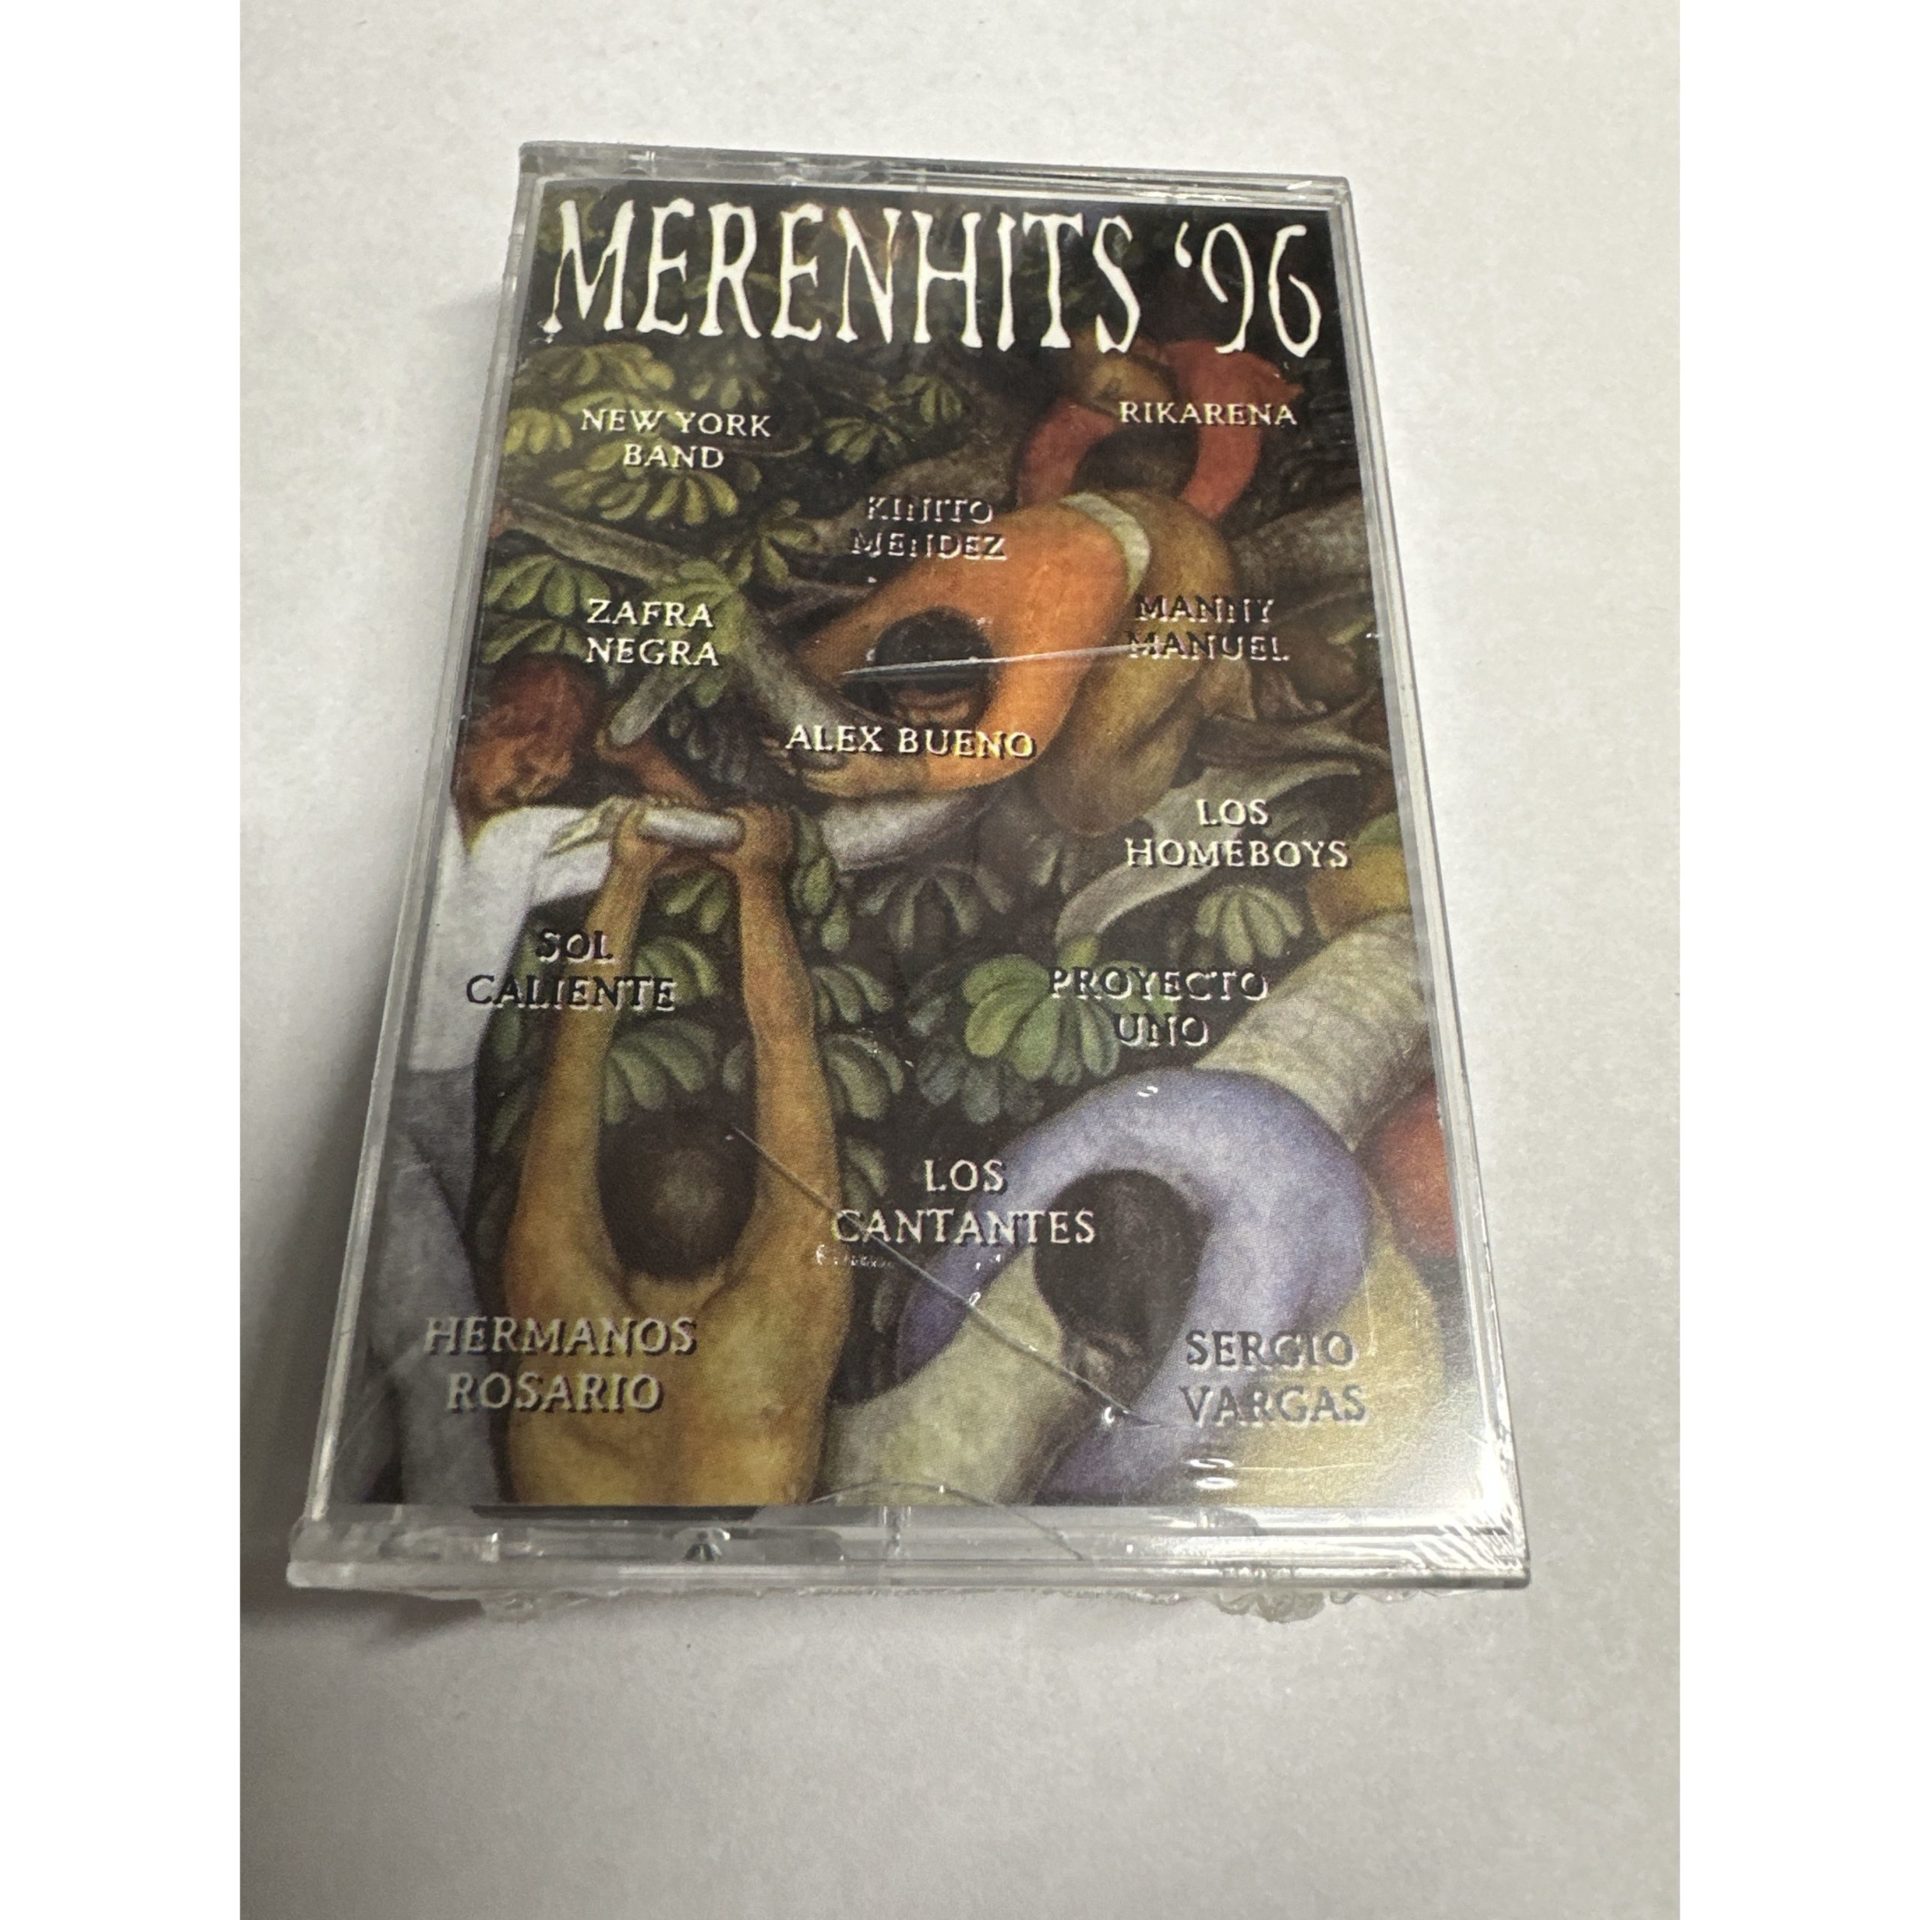 MERENHITS '96
NEW YORK
BAND
RIKARENA
KINITO
MENDEZ
ZAFRA
NEGRA
MANNY
MANUEL
ALEX BUENO
LOS
HOMEBOYS
SOL
CALIENTE
PROYECTO
UNO
LOS
CANTANTES
HERMANOS
ROSARIO
SERGIO
VARGAS